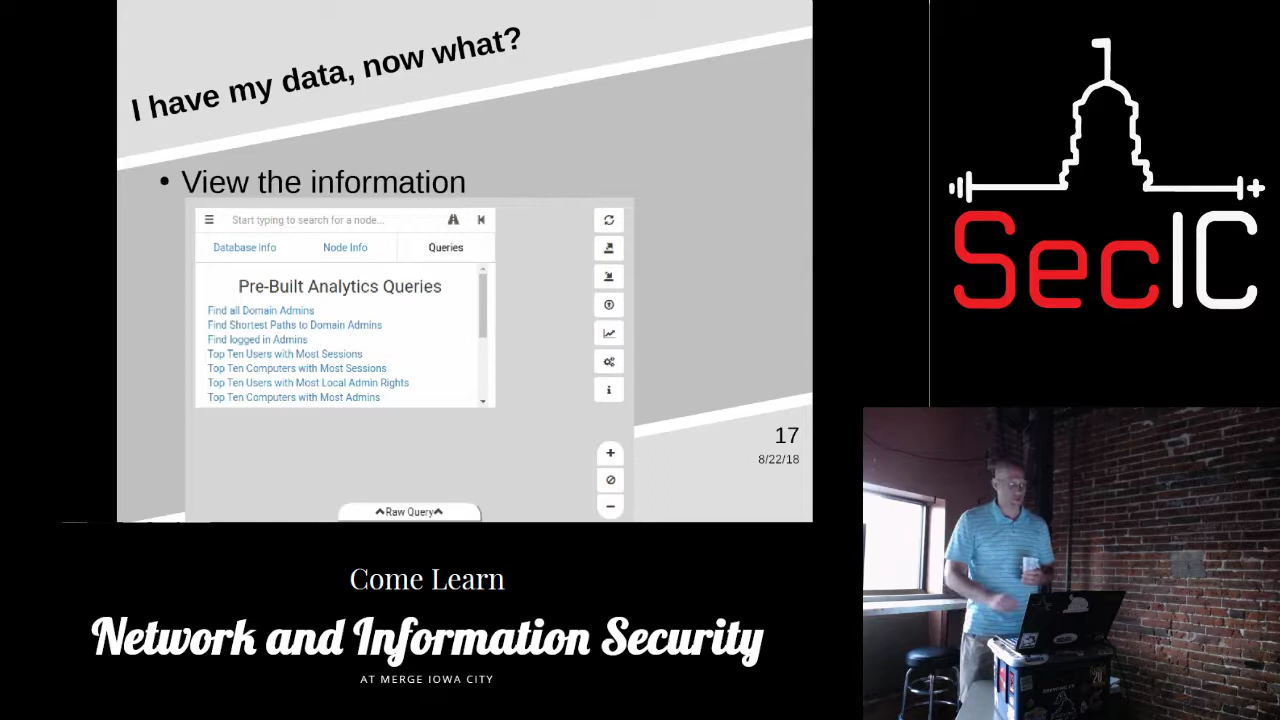 I have my data, now what?
• View the information
Start typing to search for a node...
Database Info Node Info Queries
Pre-Built Analytics Queries
Find all Domain Admins
Find Shortest Paths to Domain Admins
Find logged in Admins
Top Ten Users with Most Sessions
Top Ten Computers with Most Sessions
Top Ten Users with Most Local Admin Rights
Top Ten Computers with Most Admins
Raw Query
17
8/22/18
SecIC
Come Learn
Network and Information Security
AT MERGE IOWA CITY